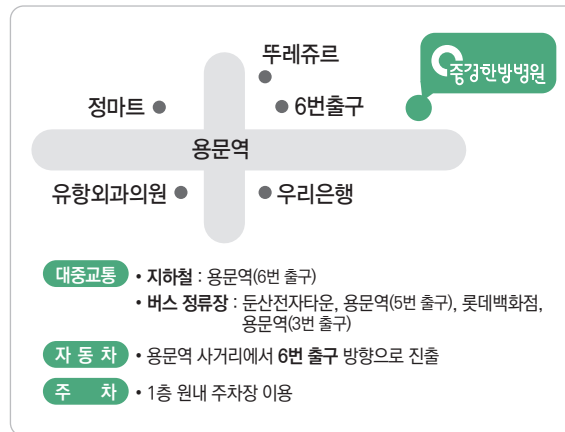 뚜레쥬르
중경한방병원
정마트
6번출구
용문역
유항외과의원
우리은행
대중교통 • 지하철 : 용문역(6번 출구)
• 버스 정류장 : 둔산전자타운, 용문역(5번 출구), 롯데백화점,
용문역(3번 출구)
자 동 차 • 용문역 사거리에서 6번 출구 방향으로 진출
주 차 • 1층 원내 주차장 이용